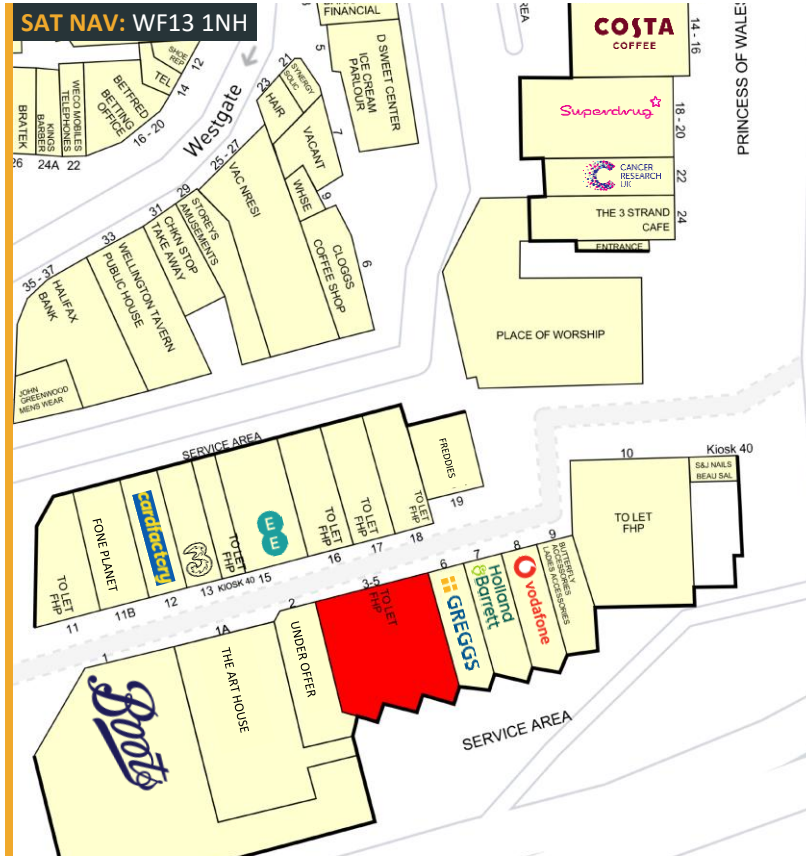 SAT NAV: WF13 1NH
FINANCIAL
5
D SWEET CENTER
ICE CREAM
PARLOUR
COSTA
COFFEE
14 - 16
PRINCESS OF WALES
Superdrug
18 - 20
CANCER
RESEARCH
UK
22
THE 3 STRAND
CAFE
24
ENTRANCE
PLACE OF WORSHIP
SHOE
REP
12
TEL
14
BETFRED
BETTING
OFFICE
16 - 20
WECO MOBILES
TELEPHONES
22
KINGS
BARBER
24A
BRATEK
26
Westgate
21
SYNERGY
SOLIC
23
HAIR
7
VACANT
25 - 27
VAC NRESI
WHSE
9
CLOGGS
COFFEE SHOP
6
29
STOREYS
AMUSEMENTS
31
CHKN STOP
TAKE AWAY
33
WELLINGTON TAVERN
PUBLIC HOUSE
35 - 37
HALIFAX
BANK
JOHN
GREENWOOD
MENS WEAR
SERVICE AREA
FREDDIES
19
TO LET
FHP
18
TO LET
FHP
17
TO LET
FHP
16
EE
15
TO LET
FHP
KIOSK 40
13
cardfactory
12
FONE PLANET
11B
TO LET
FHP
11
10
TO LET
FHP
Kiosk 40
S&J NAILS
BEAU SAL
9
BUTTERFLY
ACCESSORIES
LADIES ACCESSORIES
8
vodafone
7
Holland
&Barrett
6
GREGGS
3-5
TO LET
FHP
2
UNDER OFFER
1A
THE ART HOUSE
1
Boots
SERVICE AREA